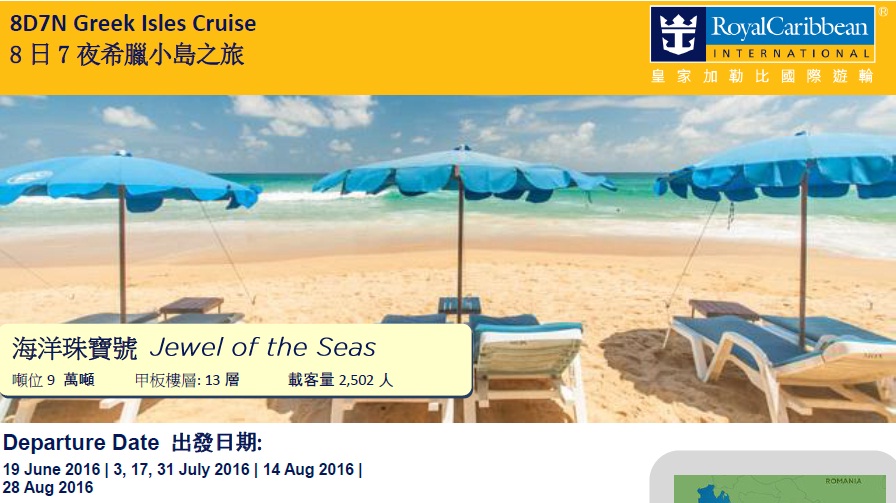 8D7N Greek Isles Cruise
8 日 7 夜希臘小島之旅
RoyalCaribbean
INTERNATIONAL
®
皇家加勒比國際遊輪
海洋珠寶號 Jewel of the Seas
噸位 9 萬噸 甲板樓層: 13 層 載客量 2,502 人
Departure Date 出發日期:
19 June 2016 | 3, 17, 31 July 2016 | 14 Aug 2016 |
28 Aug 2016
ROMANIA